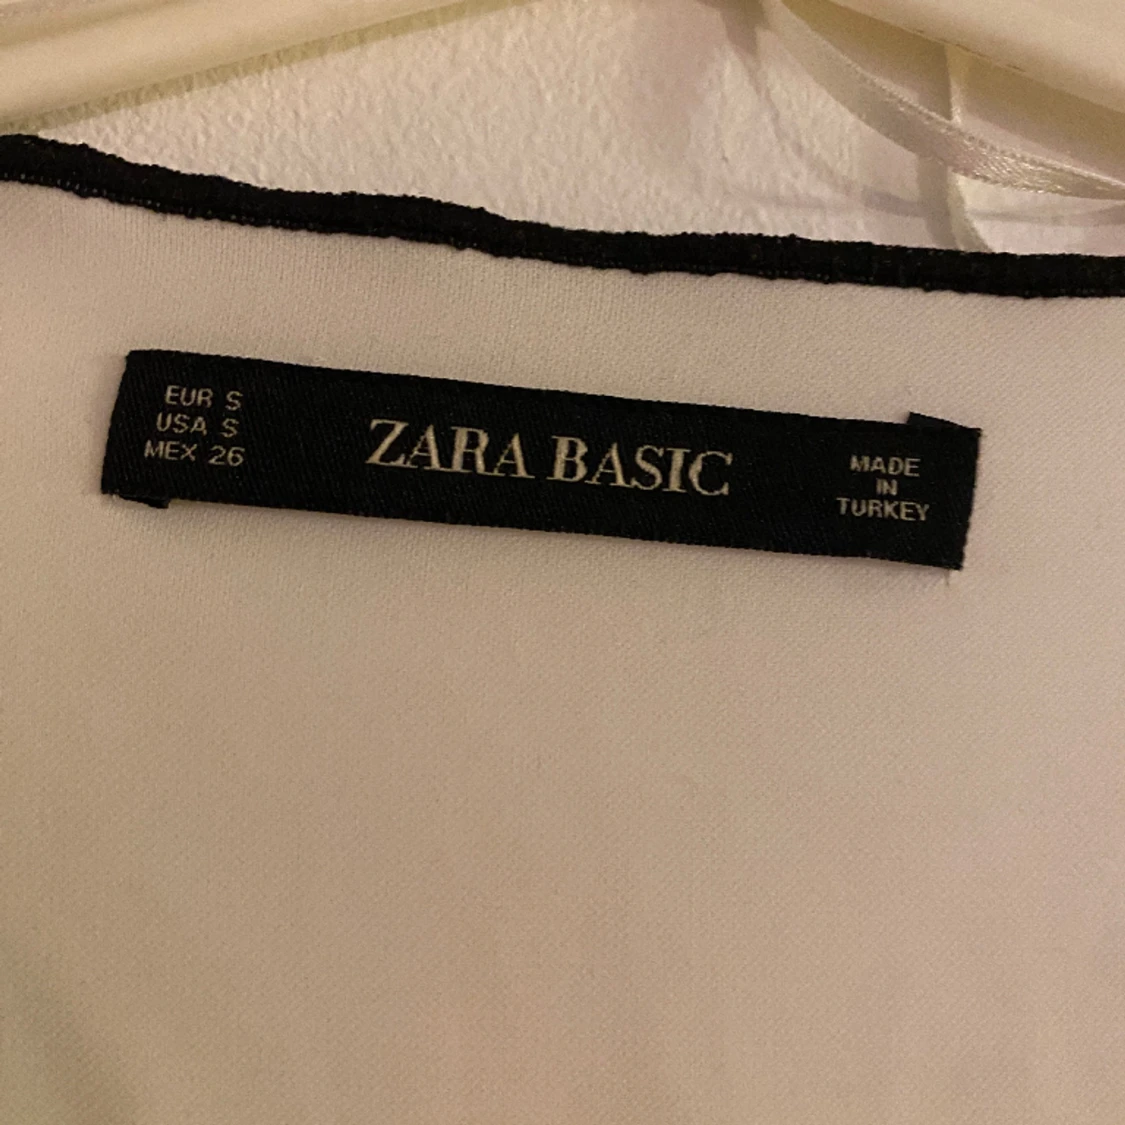 EUR S
USA S
MEX 26
ZARA BASIC
MADE
IN
TURKEY